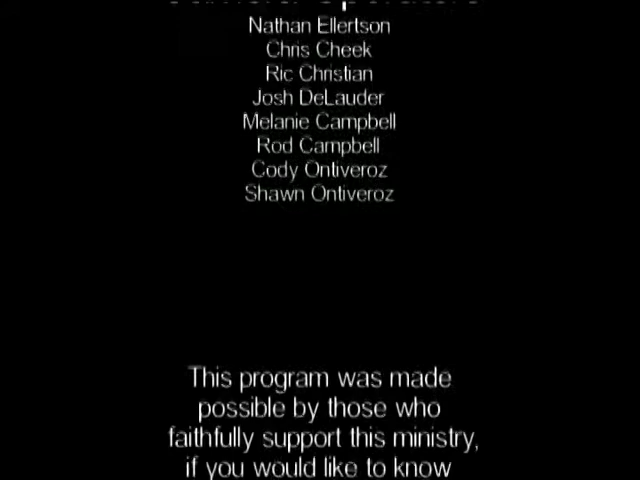 Nathan Ellertson
Chris Cheek
Ric Christian
Josh DeLauder
Melanie Campbell
Rod Campbell
Cody Ontiveroz
Shawn Ontiveroz
This program was made
possible by those who
faithfully support this ministry,
if you would like to know